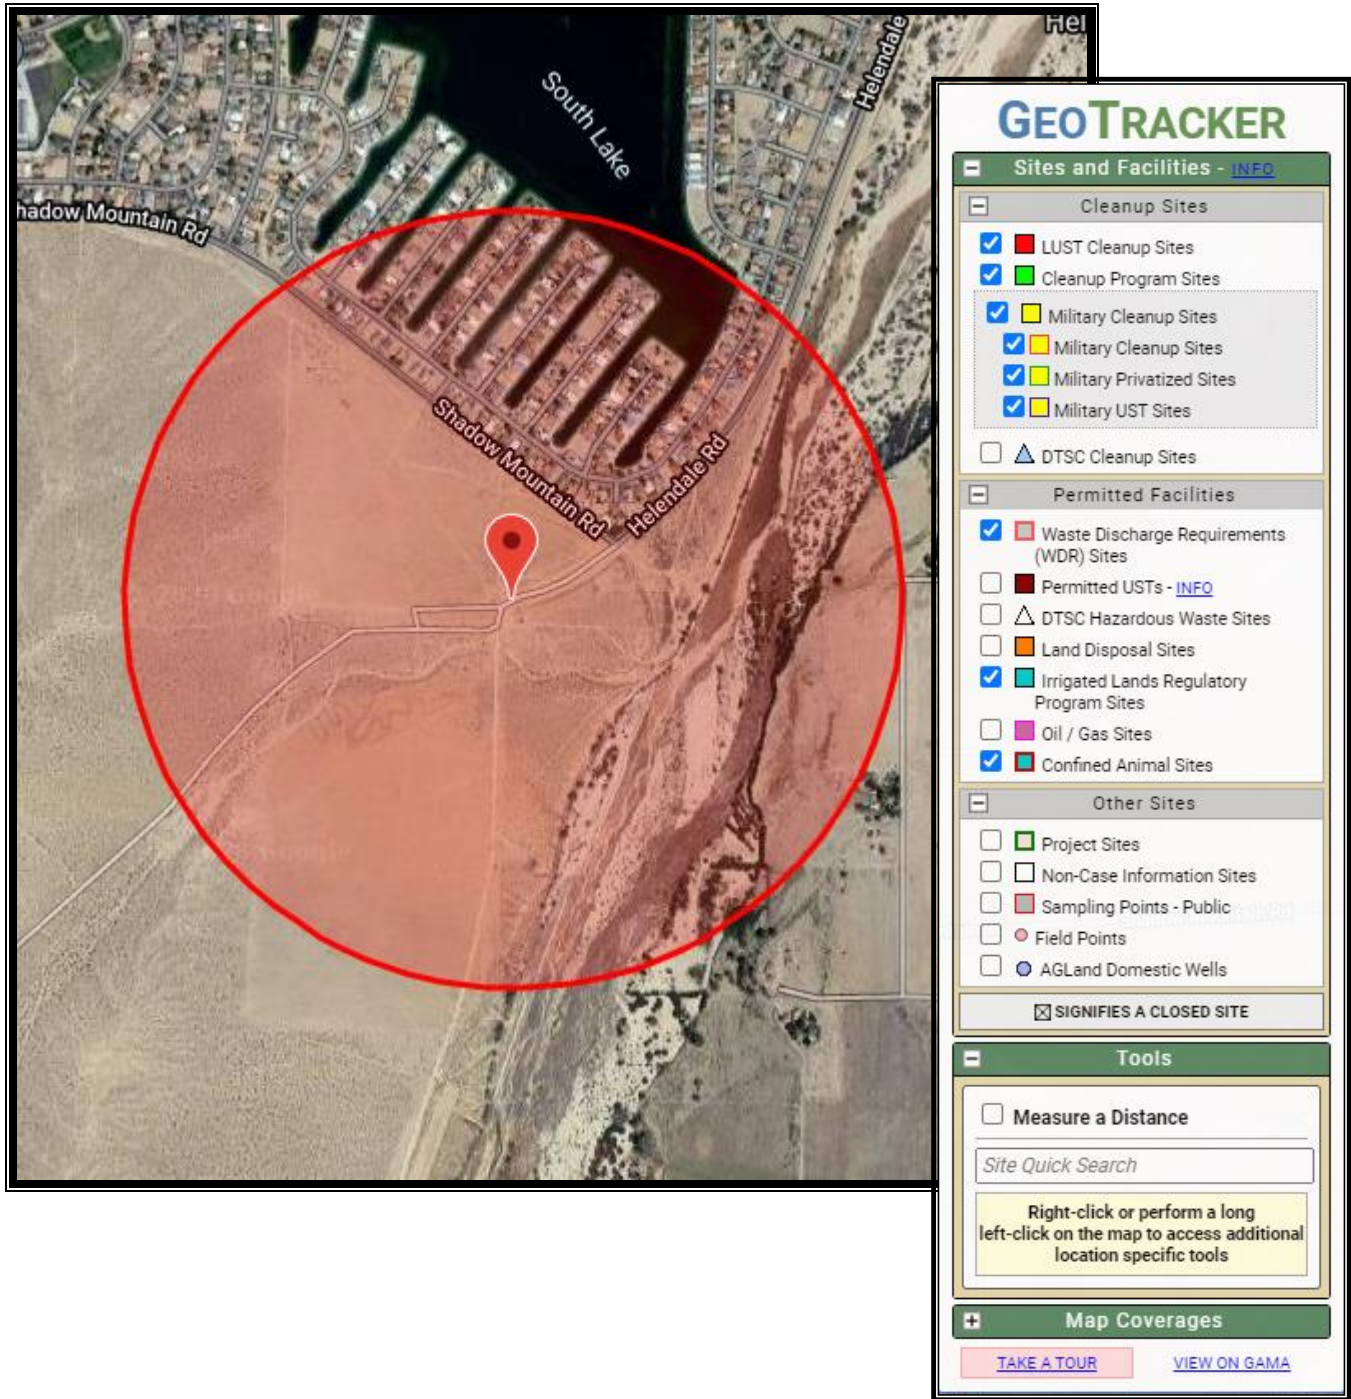 Hel
Helendale
South Lake
hadow Mountain Rd
Shadow Mountain Rd
Helendale Rd
GEOTRACKER
Sites and Facilities - INFO
Cleanup Sites
LUST Cleanup Sites
Cleanup Program Sites
Military Cleanup Sites
Military Cleanup Sites
Military Privatized Sites
Military UST Sites
DTSC Cleanup Sites
Permitted Facilities
Waste Discharge Requirements
(WDR) Sites
Permitted USTs - INFO
DTSC Hazardous Waste Sites
Land Disposal Sites
Irrigated Lands Regulatory
Program Sites
Oil / Gas Sites
Confined Animal Sites
Other Sites
Project Sites
Non-Case Information Sites
Sampling Points - Public
Field Points
AGLand Domestic Wells
SIGNIFIES A CLOSED SITE
Tools
Measure a Distance
Site Quick Search
Right-click or perform a long
left-click on the map to access additional
location specific tools
Map Coverages
TAKE A TOUR VIEW ON GAMA